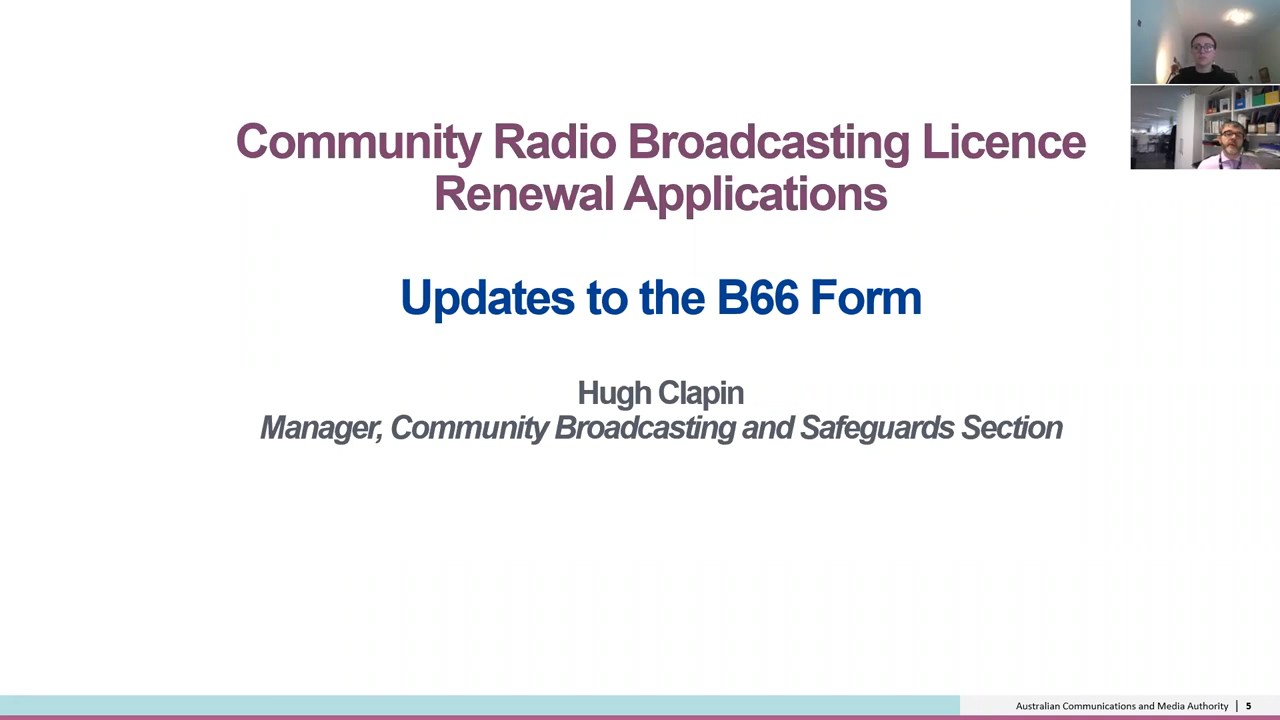 Community Radio Broadcasting Licence
Renewal Applications
Updates to the B66 Form
Hugh Clapin
Manager, Community Broadcasting and Safeguards Section
Australian Communications and Media Authority | 5